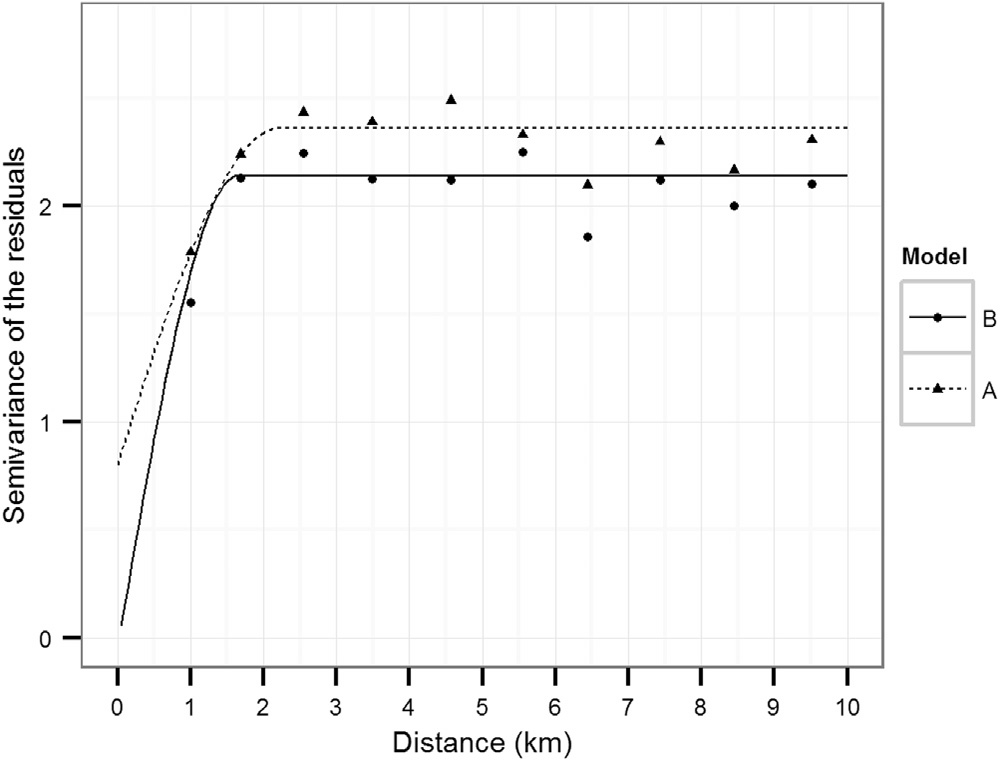 Semivariance of the residuals
2
1
0
0 1 2 3 4 5 6 7 8 9 10
Distance (km)
Model
B
A